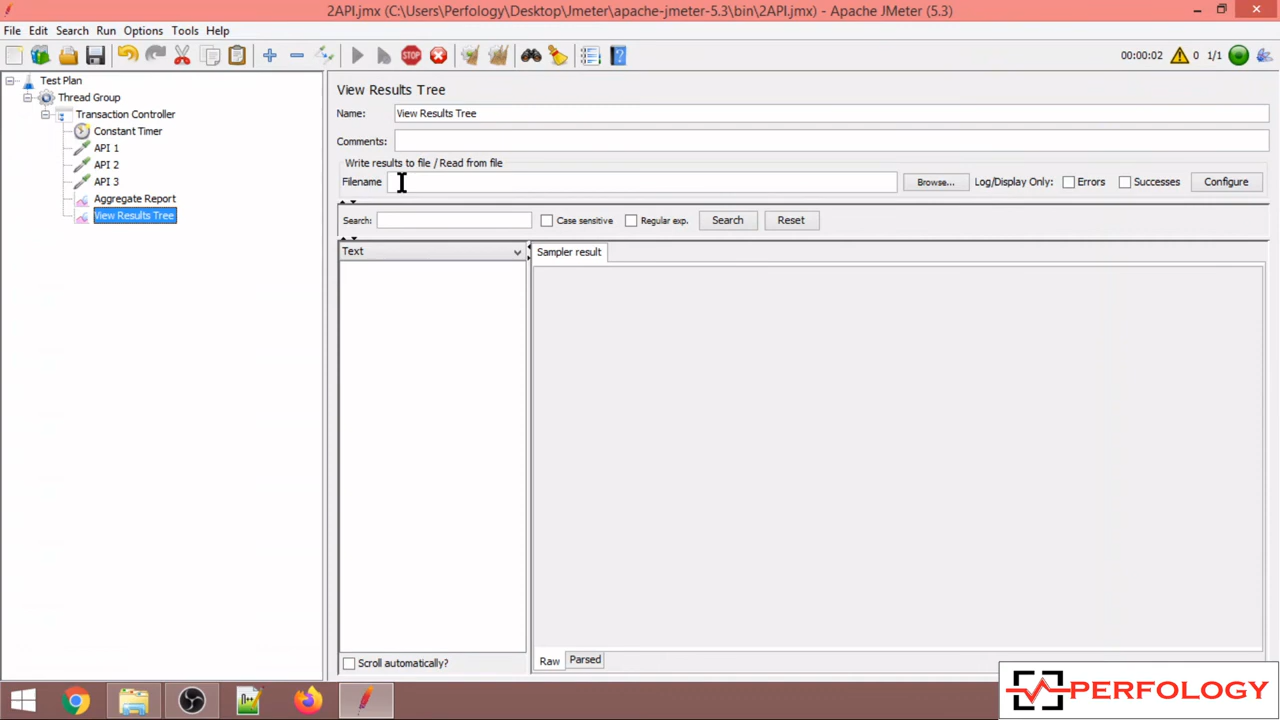 2API.jmx (C:\Users\Perfology\Desktop\Jmeter\apache-jmeter-5.3\bin\2API.jmx) - Apache JMeter (5.3)
File Edit Search Run Options Tools Help
00:00:02 0 1/1
Test Plan
Thread Group
Transaction Controller
Constant Timer
API 1
API 2
API 3
Aggregate Report
View Results Tree
View Results Tree
Name: View Results Tree
Comments:
Write results to file / Read from file
Filename Browse... Log/Display Only: Errors Successes Configure
Search: Case sensitive Regular exp. Search Reset
Text Sampler result
Scroll automatically? Raw Parsed
PERFOLOGY